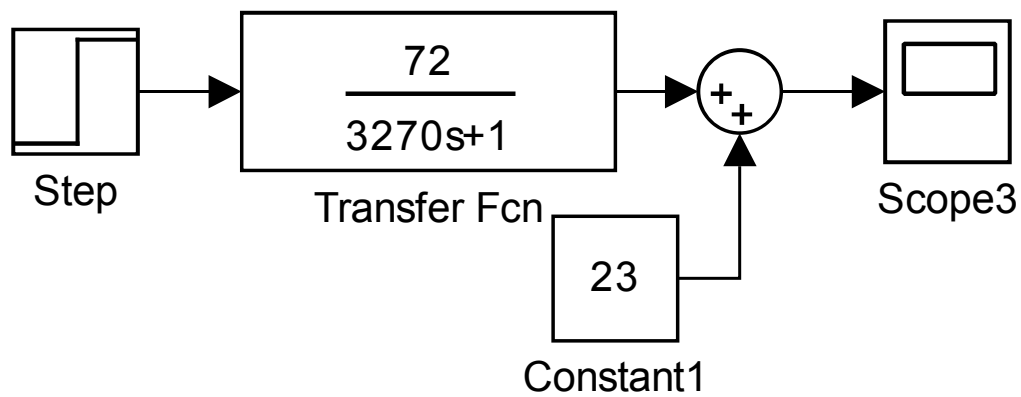 72
3270s+1
+
+
Step
Transfer Fcn
Scope3
23
Constant1